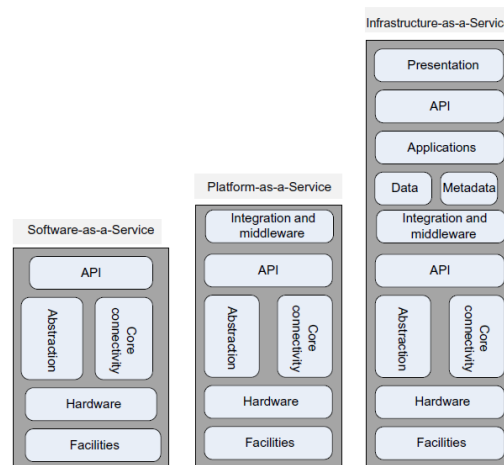 Software-as-a-Service
API
Abstraction
Core
connectivity
Hardware
Facilities
Platform-as-a-Service
Integration and
middleware
API
Abstraction
Core
connectivity
Hardware
Facilities
Infrastructure-as-a-Servic
Presentation
API
Applications
Data
Metadata
Integration and
middleware
API
Abstraction
Core
connectivity
Hardware
Facilities